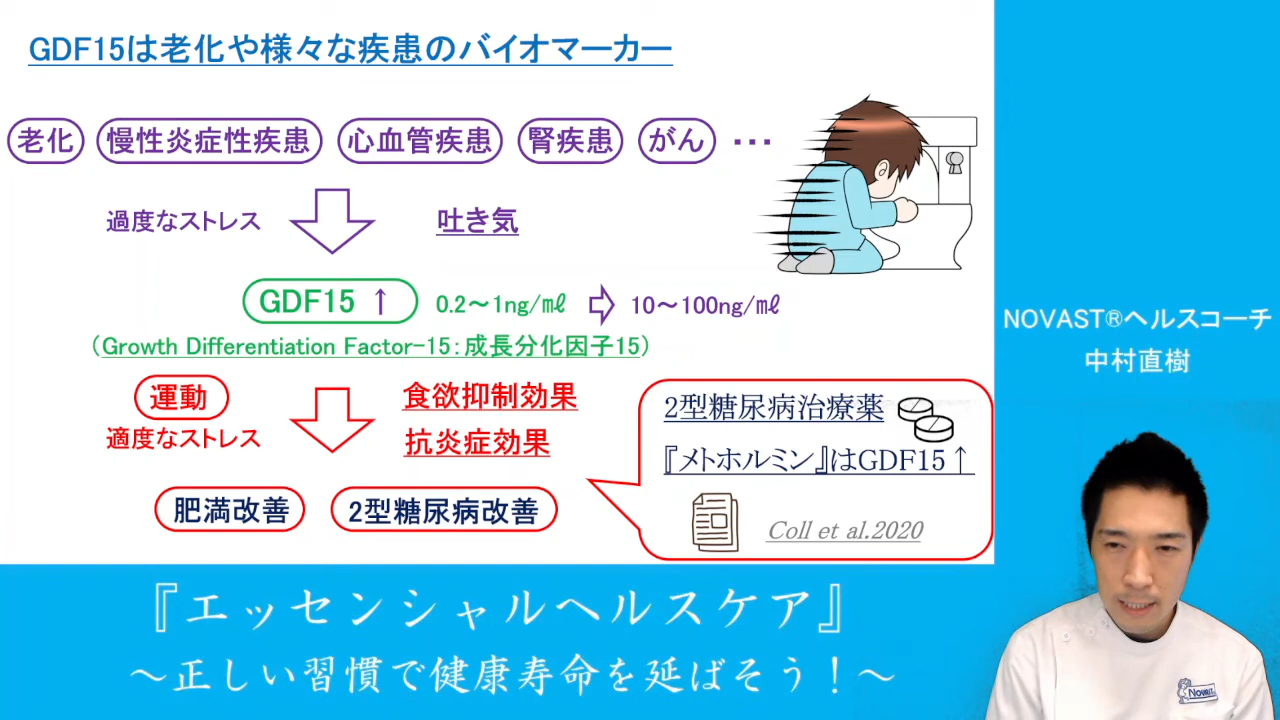 GDF15は老化や様々な疾患のバイオマーカー
老化 慢性炎症性疾患 心血管疾患 腎疾患 がん ・・・
過度なストレス 吐き気
GDF15 ↑ 0.2～1ng/㎖ ⇨ 10～100ng/㎖
（Growth Differentiation Factor-15：成長分化因子15）
運動 食欲抑制効果
適度なストレス 抗炎症効果
肥満改善 2型糖尿病改善
2型糖尿病治療薬
『メトホルミン』はGDF15↑
Coll et al.2020
NOVAST®ヘルスコーチ
中村直樹
『エッセンシャルヘルスケア』
～正しい習慣で健康寿命を延ばそう！～
NOVAST